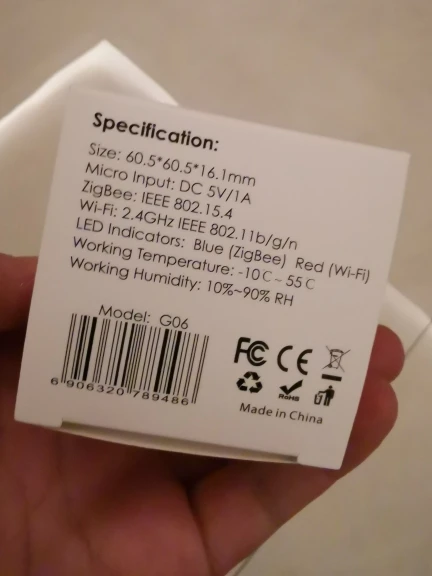 Specification:
Size: 60.5*60.5*16.1mm
Micro Input: DC 5V/1A
ZigBee: IEEE 802.15.4
Wi-Fi: 2.4GHz IEEE 802.11b/g/n
LED Indicators: Blue (ZigBee) Red (Wi-Fi)
Working Temperature: -10C~ 55C
Working Humidity: 10%~90% RH
Model: G06
6 906320 789486
FC CE
RoHS
Made in China